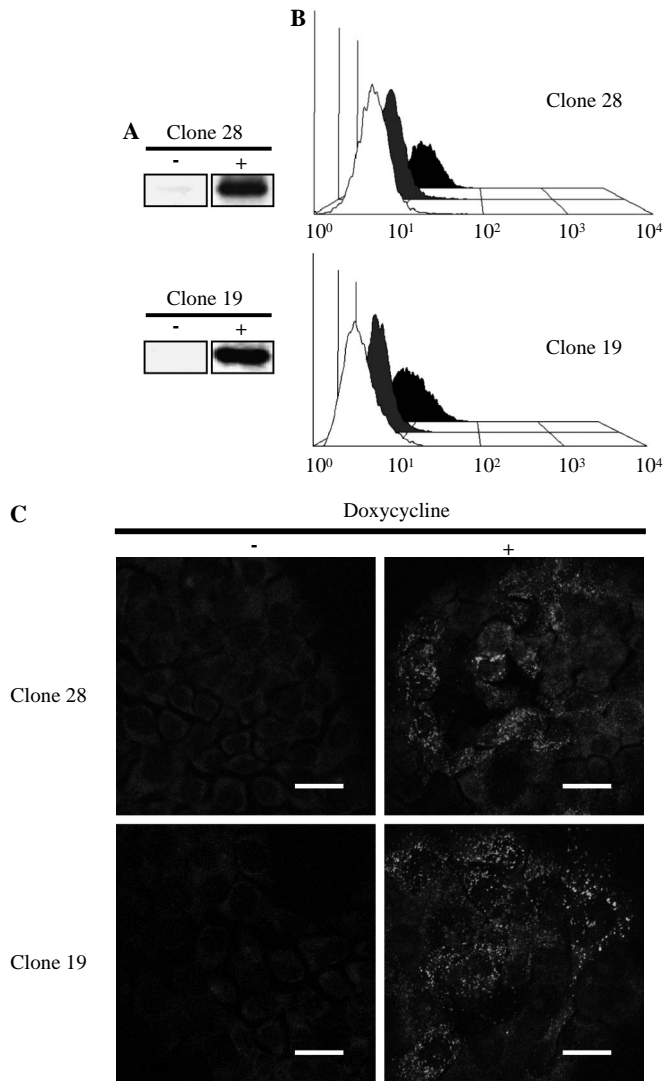 A
Clone 28
- +
Clone 19
- +
B
Clone 28
10⁰ 10¹ 10² 10³ 10⁴
Clone 19
10⁰ 10¹ 10² 10³ 10⁴
C
Doxycycline
- +
Clone 28
Clone 19